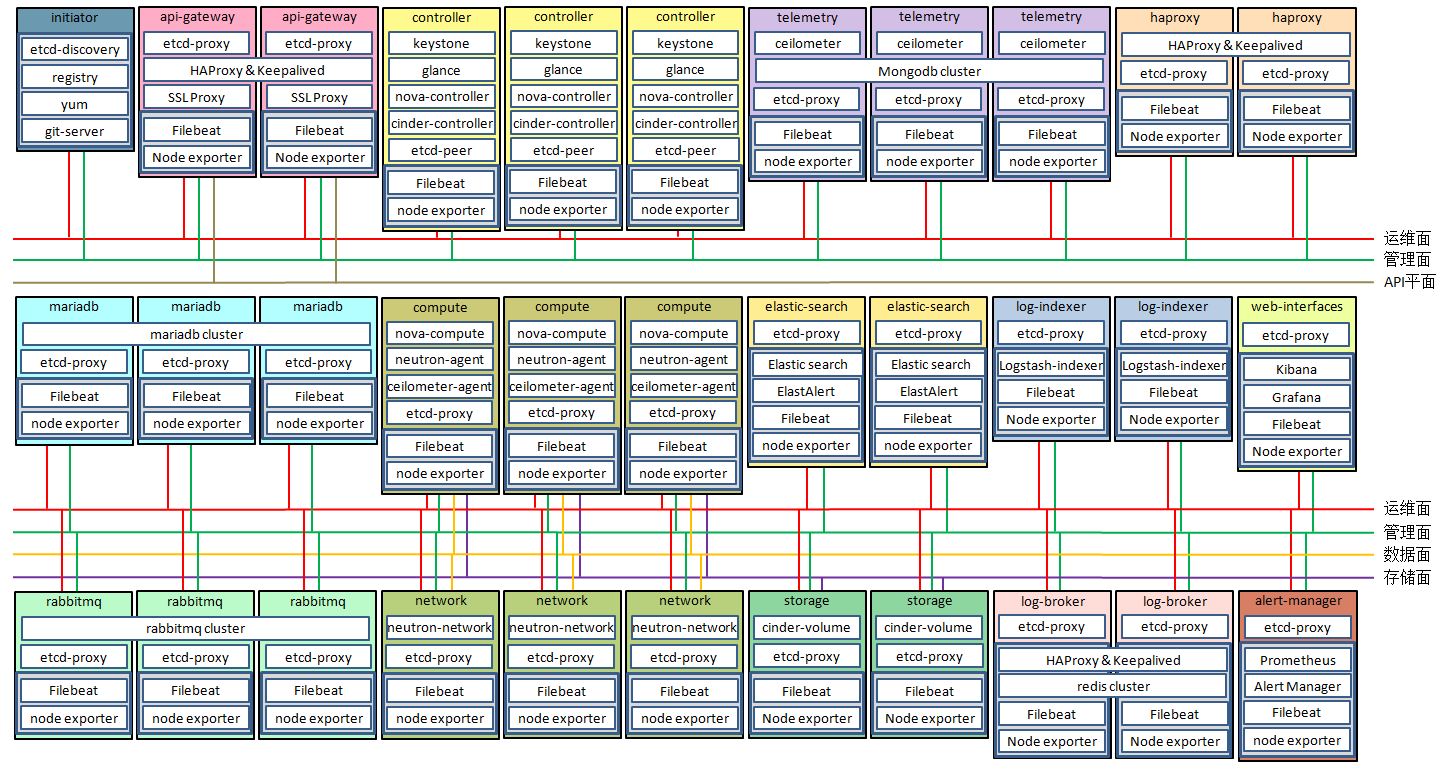 initiator
etcd-discovery
registry
yum
git-server
api-gateway
api-gateway
etcd-proxy
etcd-proxy
HAProxy & Keepalived
SSLProxy
SSLProxy
Filebeat
Filebeat
Node exporter
Node exporter
controller
controller
controller
keystone
keystone
keystone
glance
glance
glance
nova-controller
nova-controller
nova-controller
cinder-controller
cinder-controller
cinder-controller
etcd-peer
etcd-peer
etcd-peer
Filebeat
Filebeat
Filebeat
node exporter
node exporter
node exporter
telemetry
telemetry
telemetry
ceilometer
ceilometer
ceilometer
Mongodb cluster
etcd-proxy
etcd-proxy
etcd-proxy
Filebeat
Filebeat
Filebeat
node exporter
node exporter
node exporter
haproxy
haproxy
HAProxy & Keepalived
etcd-proxy
etcd-proxy
Filebeat
Filebeat
Node exporter
Node exporter
运维面
管理面
API平面
mariadb
mariadb
mariadb
mariadb cluster
etcd-proxy
etcd-proxy
etcd-proxy
Filebeat
Filebeat
Filebeat
node exporter
node exporter
node exporter
compute
compute
compute
nova-compute
nova-compute
nova-compute
neutron-agent
neutron-agent
neutron-agent
ceilometer-agent
ceilometer-agent
ceilometer-agent
etcd-proxy
etcd-proxy
etcd-proxy
Filebeat
Filebeat
Filebeat
node exporter
node exporter
node exporter
elastic-search
elastic-search
etcd-proxy
etcd-proxy
Elastic search
Elastic search
ElastAlert
ElastAlert
Filebeat
Filebeat
node exporter
node exporter
log-indexer
log-indexer
etcd-proxy
etcd-proxy
Logstash-indexer
Logstash-indexer
Filebeat
Filebeat
Node exporter
Node exporter
web-interfaces
etcd-proxy
Kibana
Grafana
Filebeat
Node exporter
运维面
管理面
数据面
存储面
rabbitmq
rabbitmq
rabbitmq
rabbitmq cluster
etcd-proxy
etcd-proxy
etcd-proxy
Filebeat
Filebeat
Filebeat
node exporter
node exporter
node exporter
network
network
network
neutron-network
neutron-network
neutron-network
etcd-proxy
etcd-proxy
etcd-proxy
Filebeat
Filebeat
Filebeat
node exporter
node exporter
node exporter
storage
storage
cinder-volume
cinder-volume
etcd-proxy
etcd-proxy
Filebeat
Filebeat
Node exporter
Node exporter
log-broker
log-broker
etcd-proxy
etcd-proxy
HAProxy & Keepalived
redis cluster
Filebeat
Filebeat
Node exporter
Node exporter
alert-manager
etcd-proxy
Prometheus
Alert Manager
Filebeat
node exporter